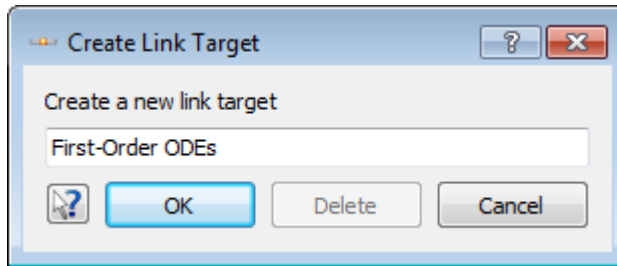 Create Link Target
Create a new link target
First-Order ODEs
OK Delete Cancel